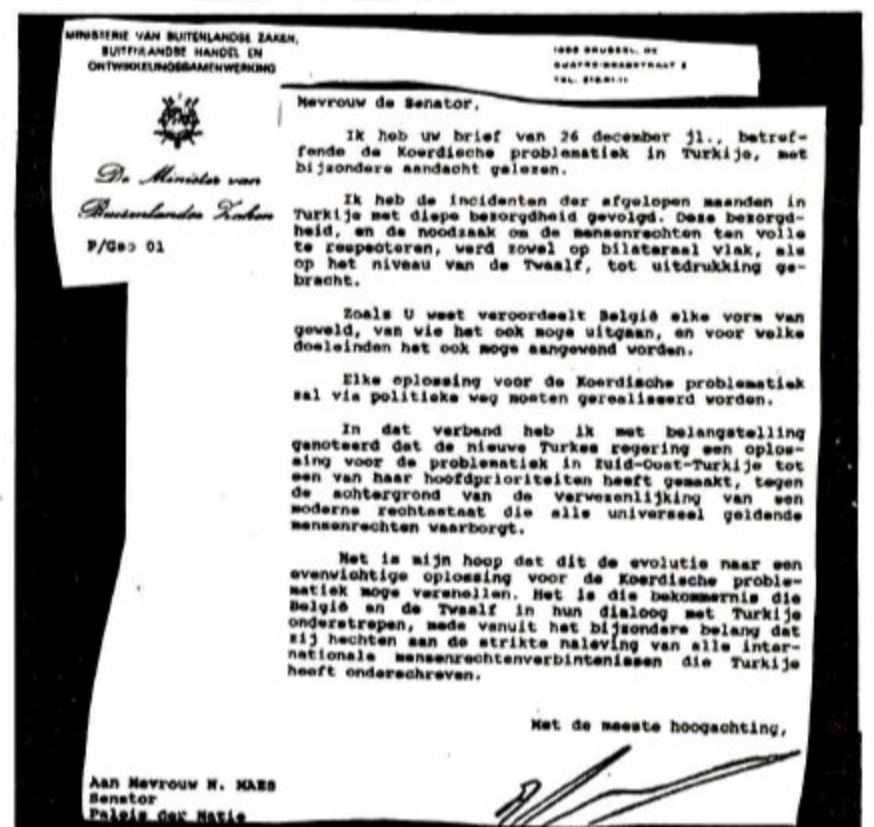 MINISTERIE VAN BUITENLANDSE ZAKEN,
BUITENLANDSE HANDEL EN
ONTWIKKELINGSSAMENWERKING
1000 BRUSSEL, DE
QUATRE BRASSTRAAT 2
TEL.
De Minister van
Buitenlandse Zaken
P/Gab 01
Mevrouw de Senator,
Ik heb uw brief van 26 december jl., betref-
fende de Koerdische problematiek in Turkije, met
bijzondere aandacht gelezen.
Ik heb de incidenten der afgelopen maanden in
Turkije met diepe bezorgdheid gevolgd. Deze bezorgd-
heid, en de noodzaak om de mensenrechten ten volle
te respecteren, werd zowel op bilateraal vlak, als
op het niveau van de Twaalf, tot uitdrukking ge-
bracht.
Zoals U weet veroordeelt België elke vorm van
geweld, van wie het ook moge uitgaan, en voor welke
doeleinden het ook moge aangewend worden.
Elke oplossing voor de Koerdische problematiek
zal via politieke weg moeten gerealiseerd worden.
In dat verband heb ik met belangstelling
genoteerd dat de nieuwe Turkse regering een oplos-
sing voor de problematiek in Zuid-Oost-Turkije tot
een van haar hoofdprioriteiten heeft gemaakt, tegen
de achtergrond van de verwezenlijking van een
moderne rechtsstaat die alle universeel geldende
mensenrechten waarborgt.
Het is mijn hoop dat dit de evolutie naar een
evenwichtige oplossing voor de Koerdische proble-
matiek moge versnellen. Het is die bekommernis die
België en de Twaalf in hun dialoog met Turkije
onderstrepen, mede vanuit het bijzondere belang dat
zij hechten aan de strikte naleving van alle inter-
nationale mensenrechtenverbintenissen die Turkije
heeft onderschreven.
Met de meeste hoogachting,
Aan Mevrouw N. MAES
Senator
Paleis der Natie